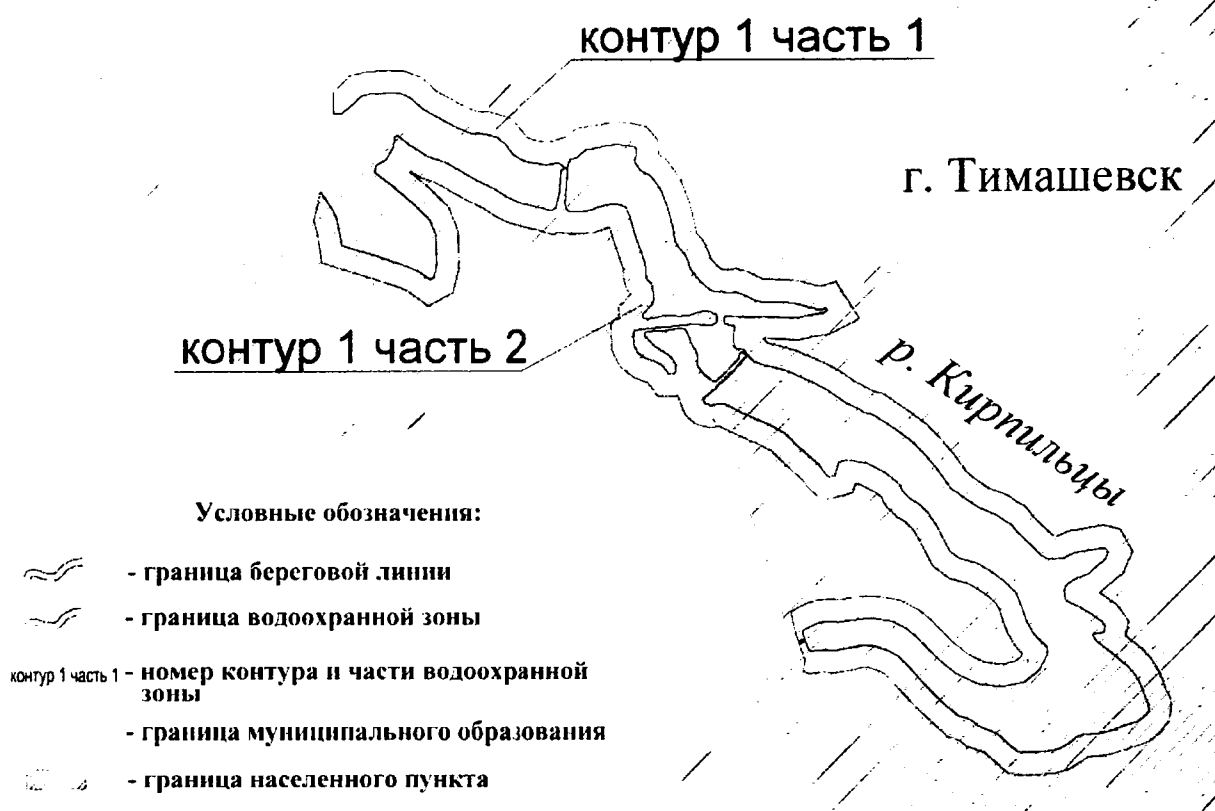 контур 1 часть 1
г. Тимашевск
контур 1 часть 2
р. Кирпильцы
Условные обозначения:
- граница береговой линии
- граница водоохранной зоны
контур 1 часть 1 - номер контура и части водоохранной
зоны
- граница муниципального образования
- граница населенного пункта